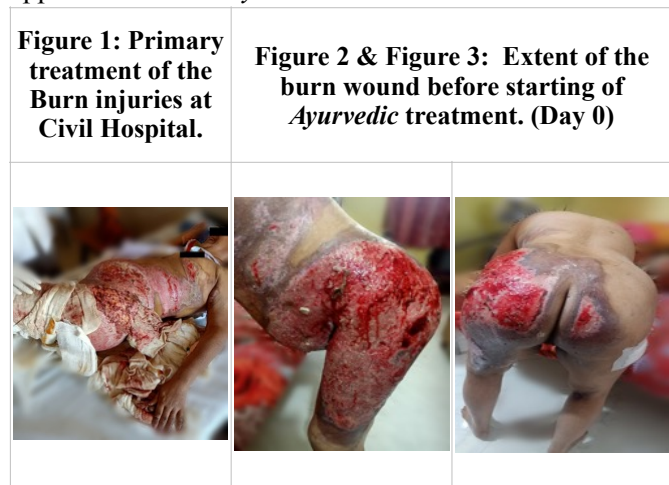 Figure 1: Primary
treatment of the
Burn injuries at
Civil Hospital.
Figure 2 & Figure 3: Extent of the
burn wound before starting of
Ayurvedic treatment. (Day 0)